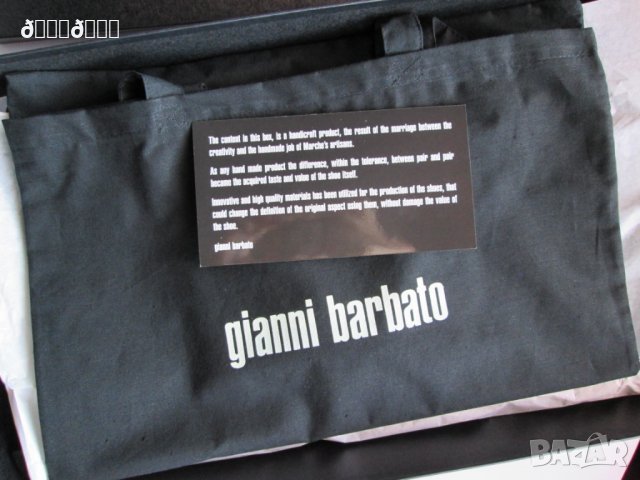 ð ð
The content in this box, is a handicraft product, the result of the marriage between the
creativity and the handmade job of Marche's artisans.
As any hand made product the difference, within the tolerance, between pair and pair
become the acquired taste and value of the shoe itself.
Innovative and high quality materials has been utilized for the production of the shoes, that
could change the definition of the original aspect using them, without damage the value of
the shoe.
gianni barbato
gianni barbato
BAZAR